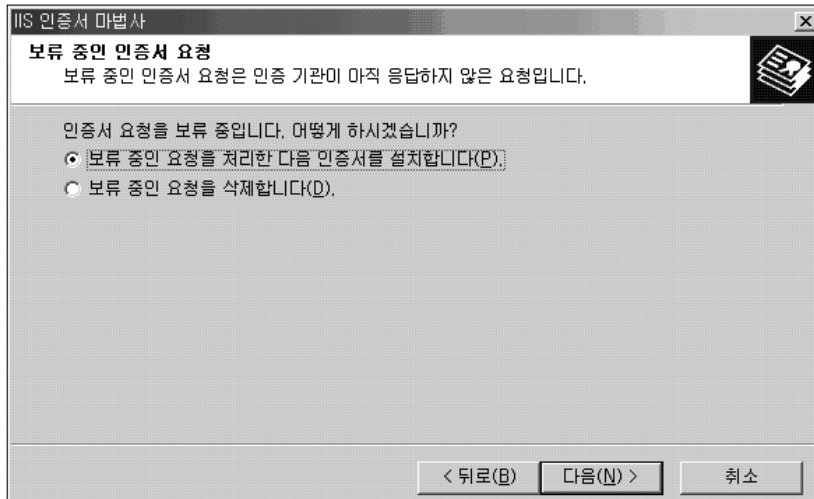 IIS 인증서 마법사
보류 중인 인증서 요청
보류 중인 인증서 요청은 인증 기관이 아직 응답하지 않은 요청입니다.
인증서 요청을 보류 중입니다. 어떻게 하시겠습니까?
보류 중인 요청을 처리한 다음 인증서를 설치합니다(P).
보류 중인 요청을 삭제합니다(D).
< 뒤로(B) 다음(N) > 취소